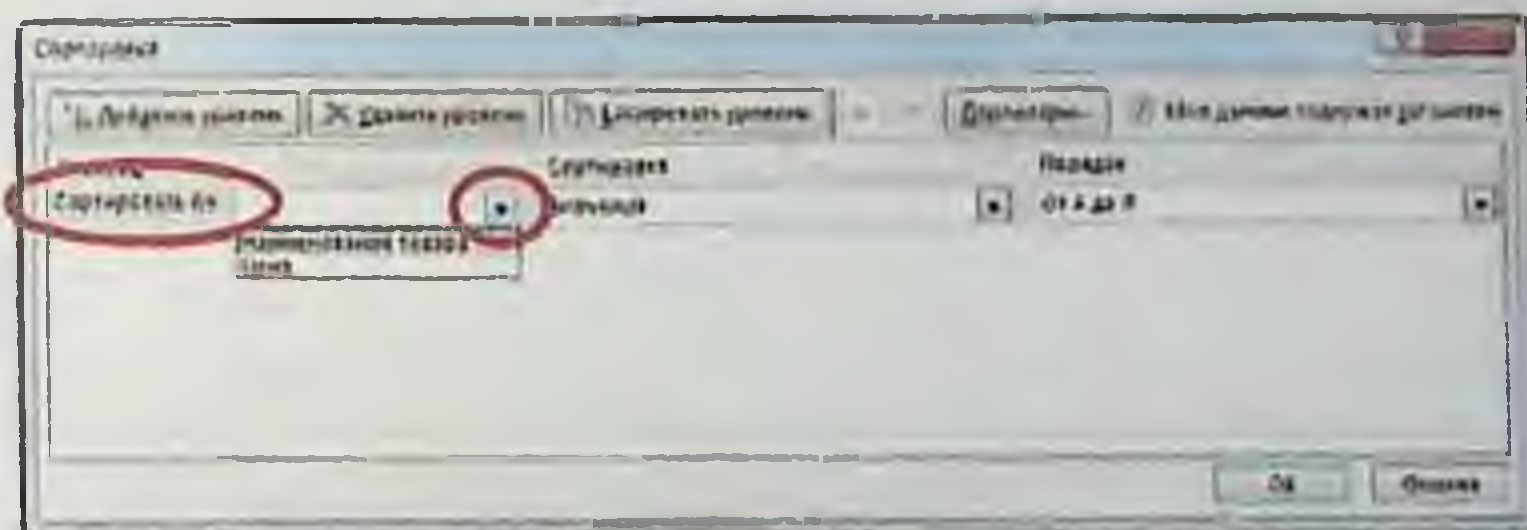 Сортировка
Добавить уровень Удалить уровень Копировать уровень Параметры... Мои данные содержат заголовки
Сортировка Порядок
Сортировать по Значения От А до Я
Наименование товара
Цена
ОК Отмена